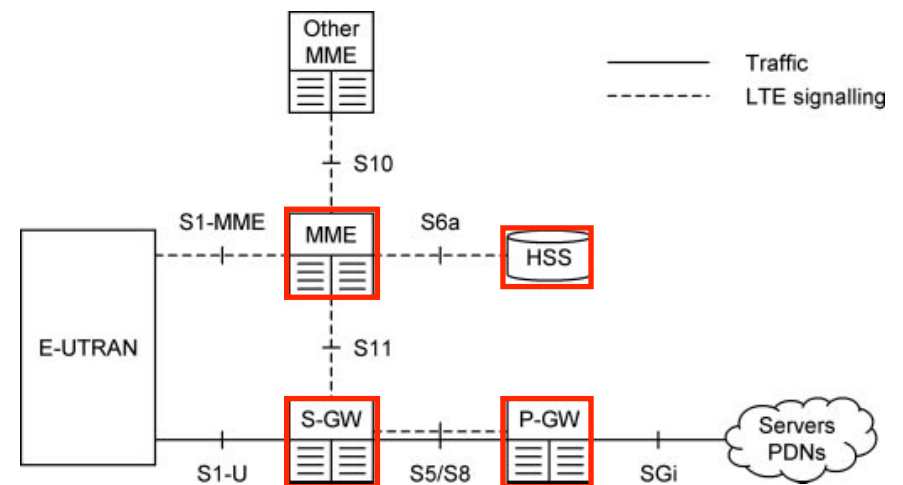 Other
MME
Traffic
LTE signalling
S10
S1-MME
MME
S6a
HSS
E-UTRAN
S11
S-GW
P-GW
Servers
PDNs
S1-U
S5/S8
SGi